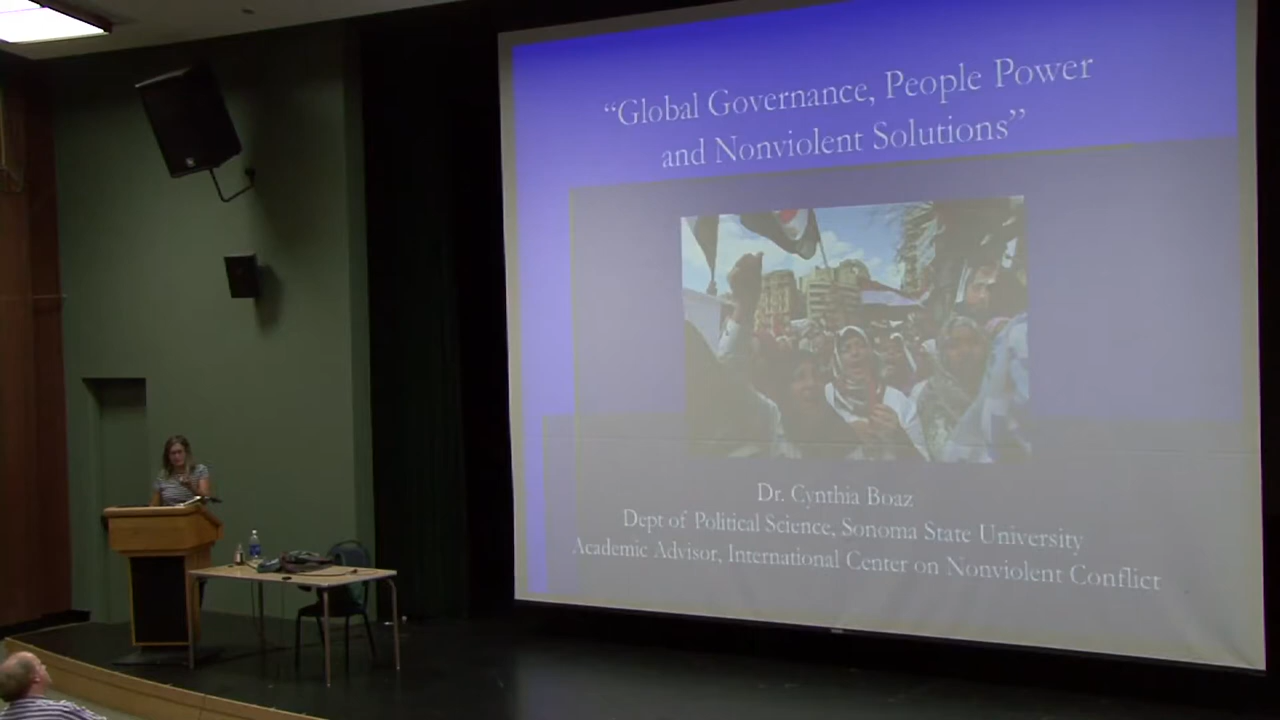 “Global Governance, People Power
and Nonviolent Solutions”
Dr. Cynthia Boaz
Dept of Political Science, Sonoma State University
Academic Advisor, International Center on Nonviolent Conflict